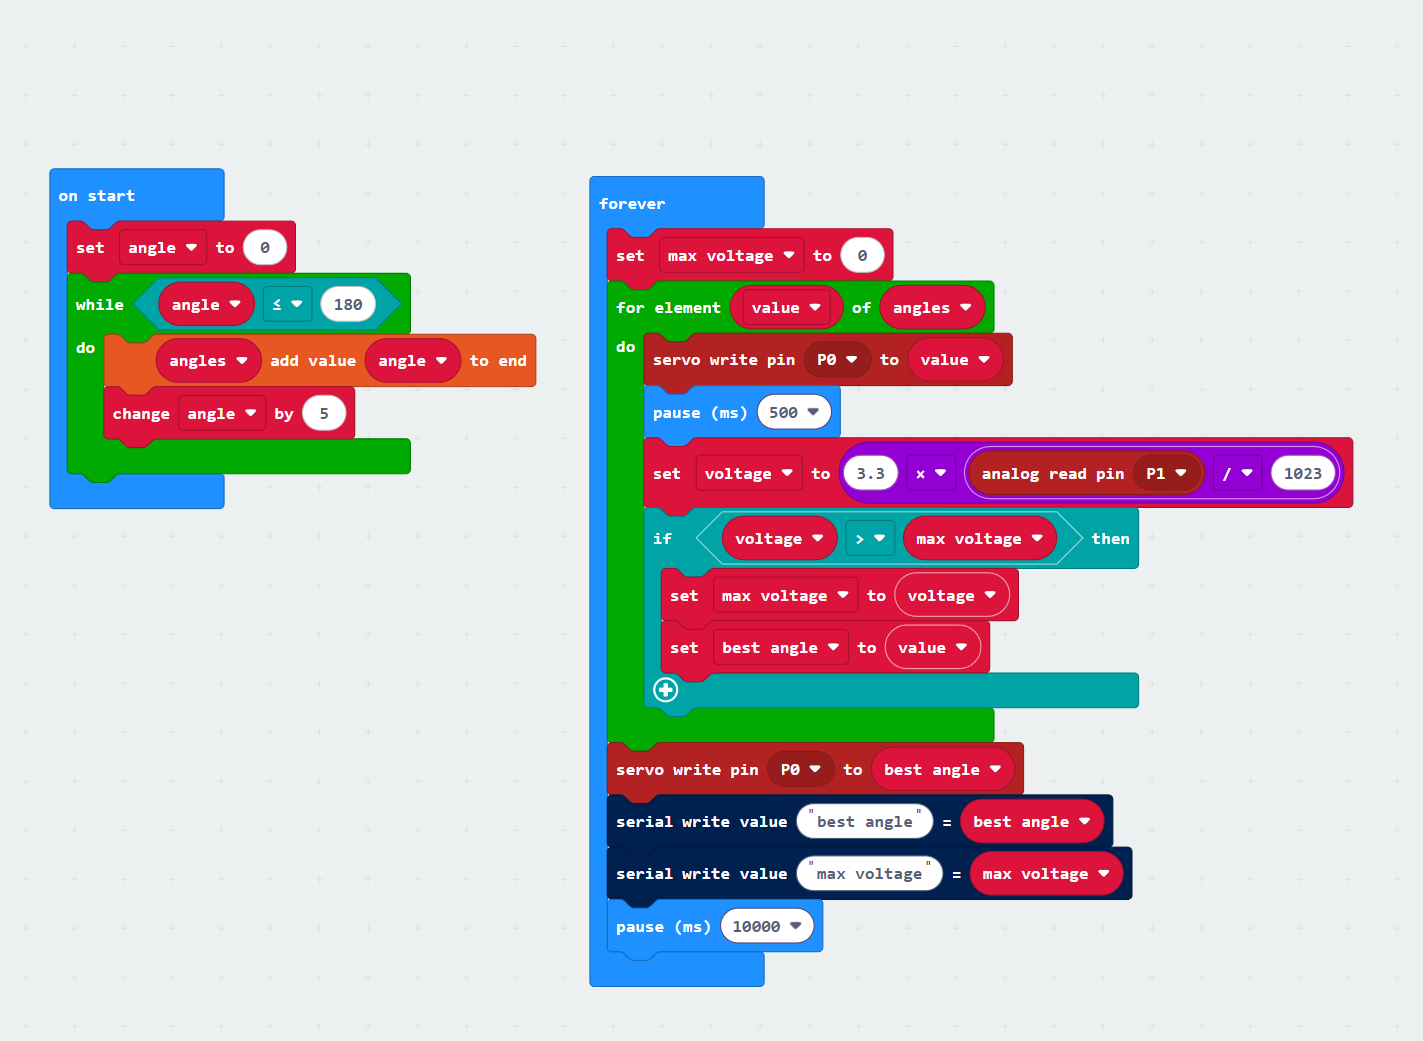 on start
set angle to 0
while angle ≤ 180
do
angles add value angle to end
change angle by 5
forever
set max voltage to 0
for element value of angles
do
servo write pin P0 to value
pause (ms) 500
set voltage to 3.3 × analog read pin P1 / 1023
if voltage > max voltage then
set max voltage to voltage
set best angle to value
servo write pin P0 to best angle
serial write value "best angle" = best angle
serial write value "max voltage" = max voltage
pause (ms) 10000